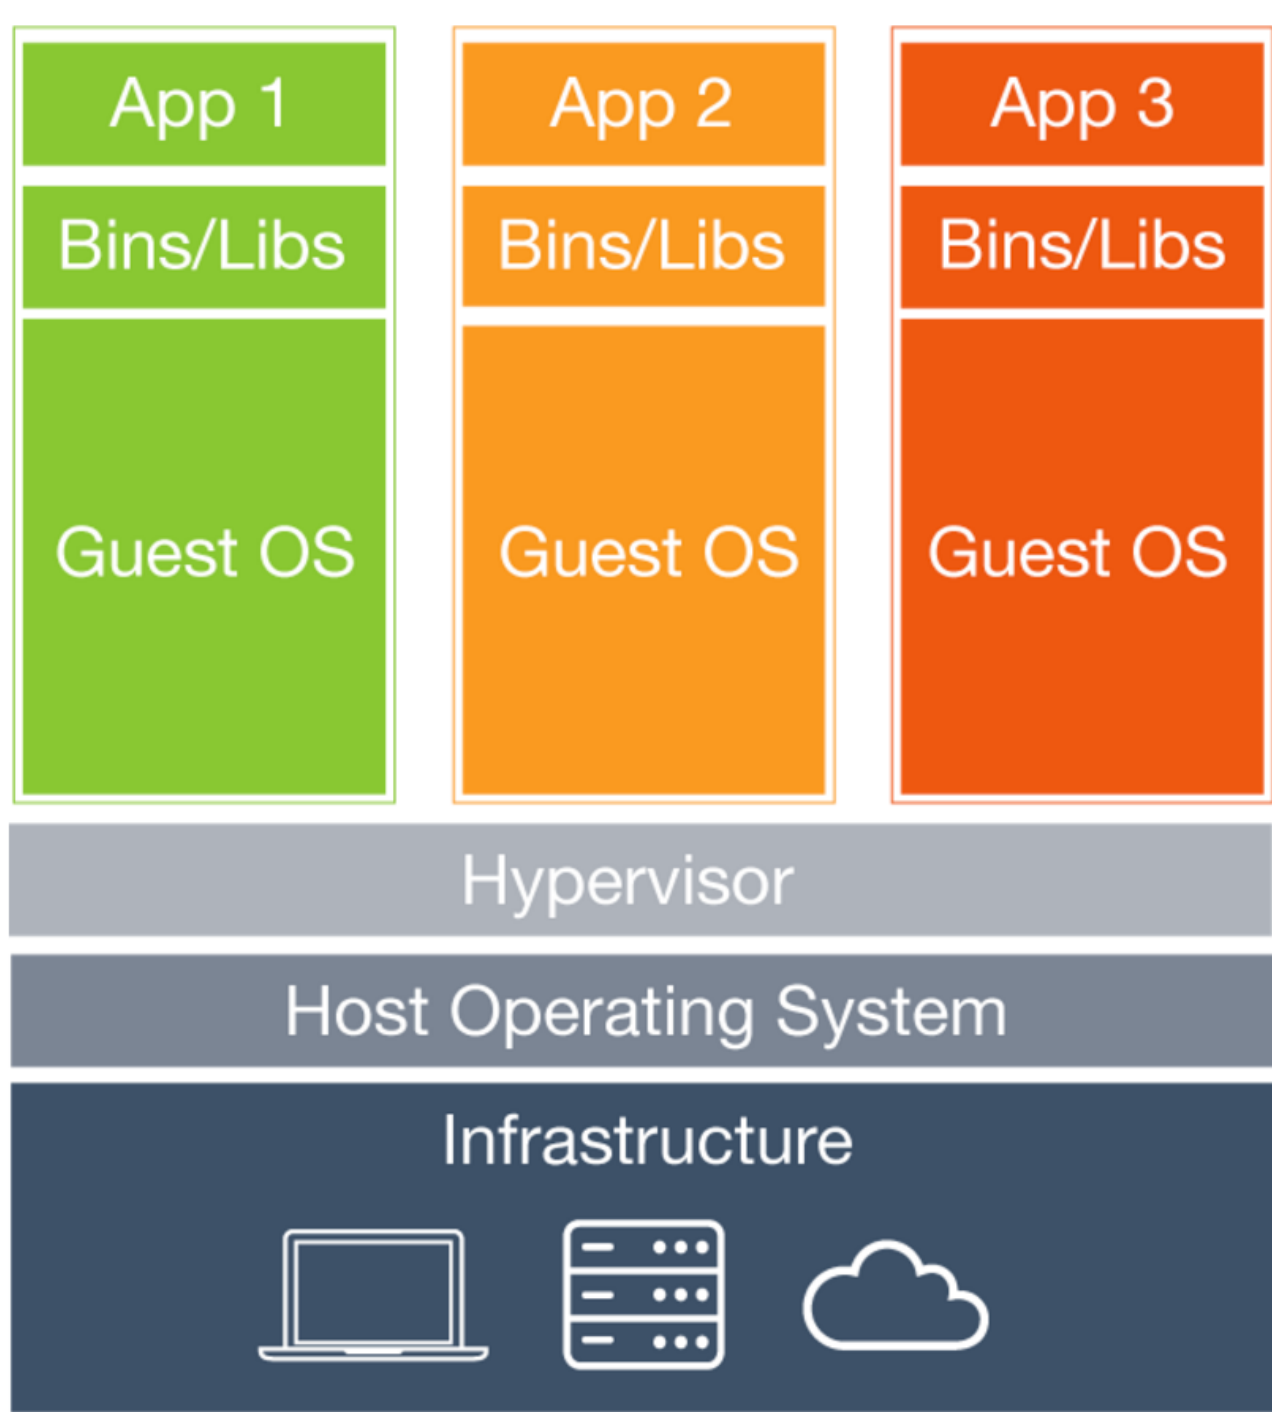 App 1
App 2
App 3
Bins/Libs
Bins/Libs
Bins/Libs
Guest OS
Guest OS
Guest OS
Hypervisor
Host Operating System
Infrastructure